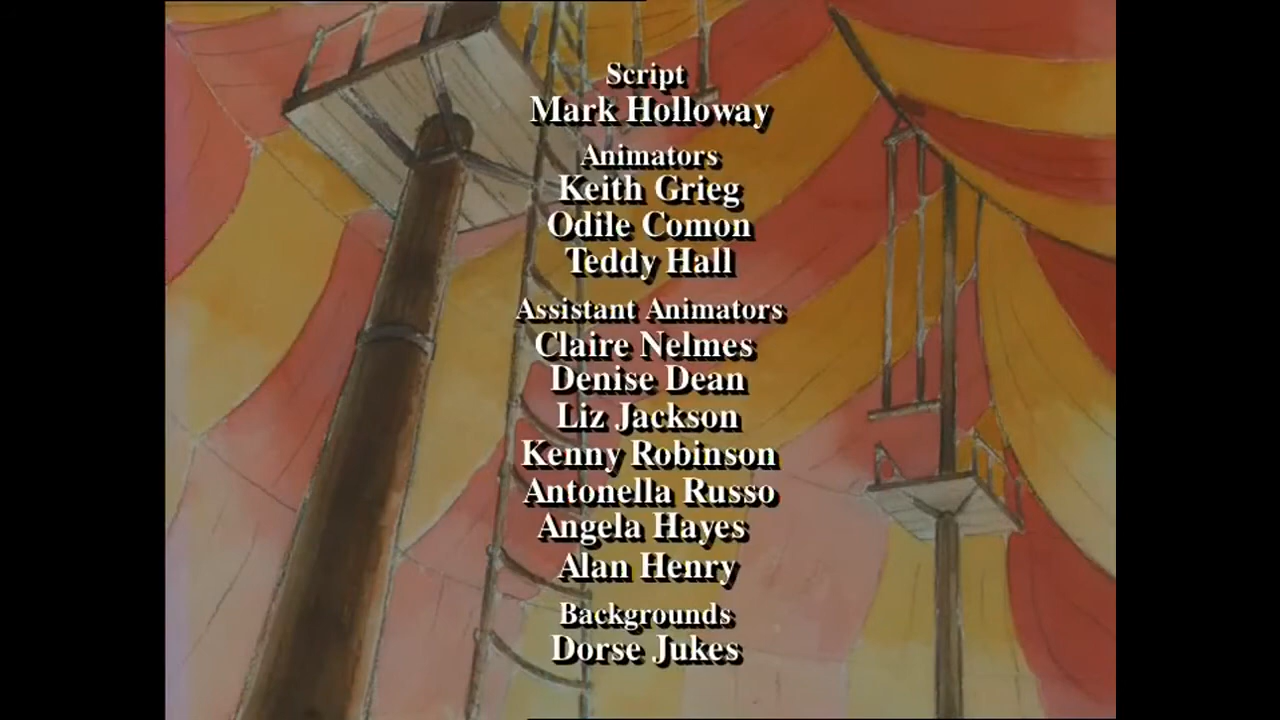 Script
Mark Holloway
Animators
Keith Grieg
Odile Comon
Teddy Hall
Assistant Animators
Claire Nelmes
Denise Dean
Liz Jackson
Kenny Robinson
Antonella Russo
Angela Hayes
Alan Henry
Backgrounds
Dorse Jukes